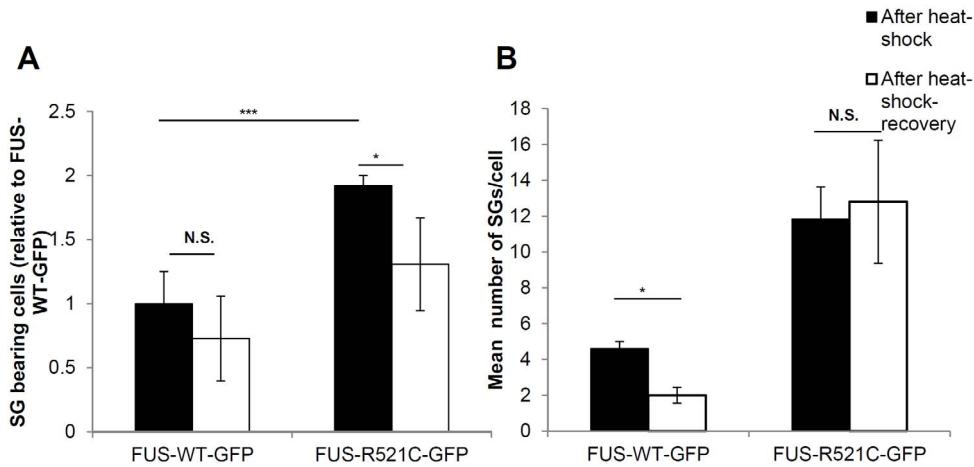 A
SG bearing cells (relative to FUS-
WT-GFP)
2.5
2
1.5
1
0.5
0
***
*
N.S.
FUS-WT-GFP
FUS-R521C-GFP
B
After heat-
shock
After heat-
shock-
recovery
Mean number of SGs/cell
18
16
14
12
10
8
6
4
2
0
*
N.S.
FUS-WT-GFP
FUS-R521C-GFP